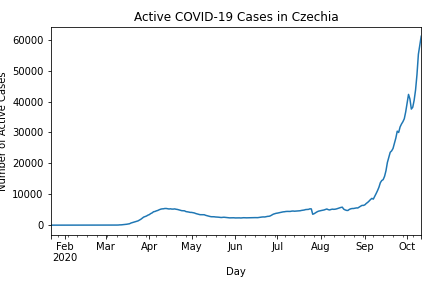 Active COVID-19 Cases in Czechia
Number of Active Cases
60000
50000
40000
30000
20000
10000
0
Feb Mar Apr May Jun Jul Aug Sep Oct
2020
Day